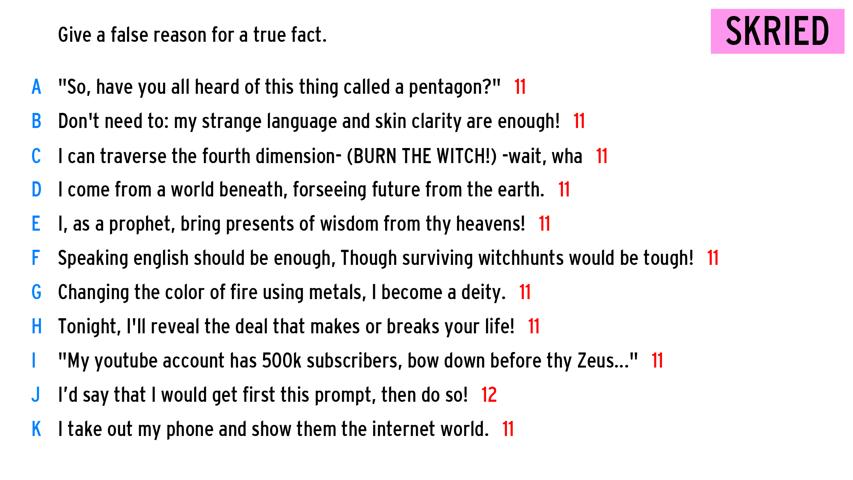 Give a false reason for a true fact.
SKRIED
A "So, have you all heard of this thing called a pentagon?" 11
B Don't need to: my strange language and skin clarity are enough! 11
C I can traverse the fourth dimension- (BURN THE WITCH!) -wait, wha 11
D I come from a world beneath, forseeing future from the earth. 11
E I, as a prophet, bring presents of wisdom from thy heavens! 11
F Speaking english should be enough, Though surviving witchhunts would be tough! 11
G Changing the color of fire using metals, I become a deity. 11
H Tonight, I'll reveal the deal that makes or breaks your life! 11
I "My youtube account has 500k subscribers, bow down before thy Zeus..." 11
J I’d say that I would get first this prompt, then do so! 12
K I take out my phone and show them the internet world. 11